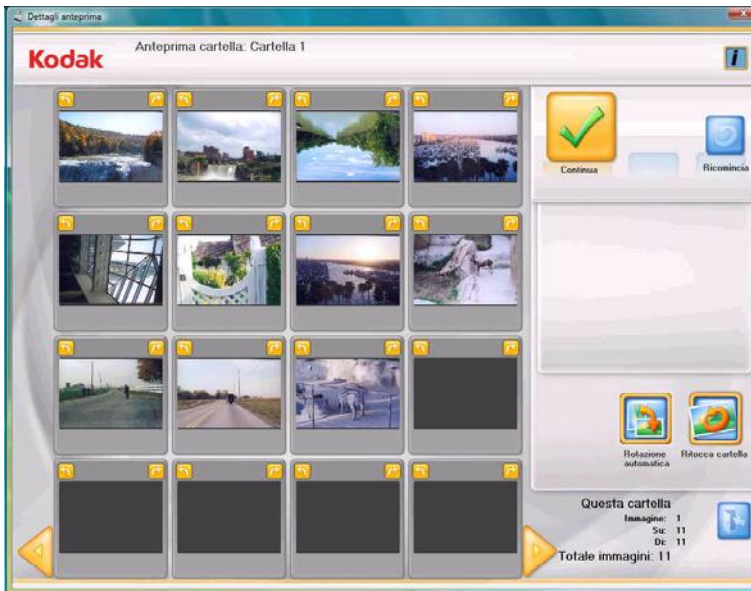 Dettagli anteprima
Kodak
Anteprima cartella: Cartella 1
i
Continua
Ricomincia
Rotazione
automatica
Ritocca cartella
Questa cartella
Immagine: 1
Su: 11
Di: 11
Totale immagini: 11